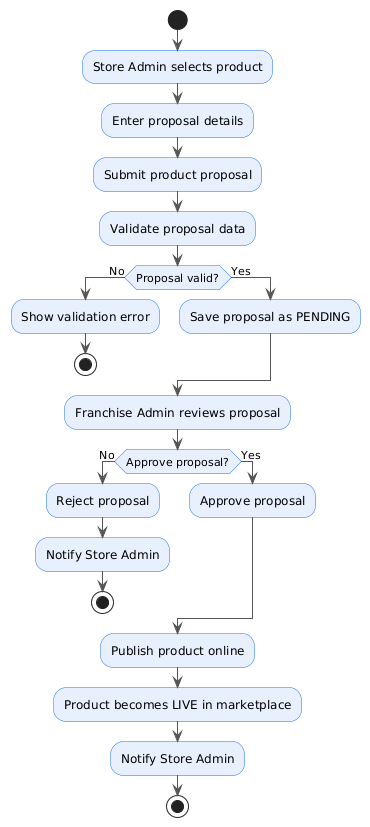 Store Admin selects product
Enter proposal details
Submit product proposal
Validate proposal data
No
Proposal valid?
Yes
Show validation error
Save proposal as PENDING
Franchise Admin reviews proposal
No
Approve proposal?
Yes
Reject proposal
Approve proposal
Notify Store Admin
Publish product online
Product becomes LIVE in marketplace
Notify Store Admin